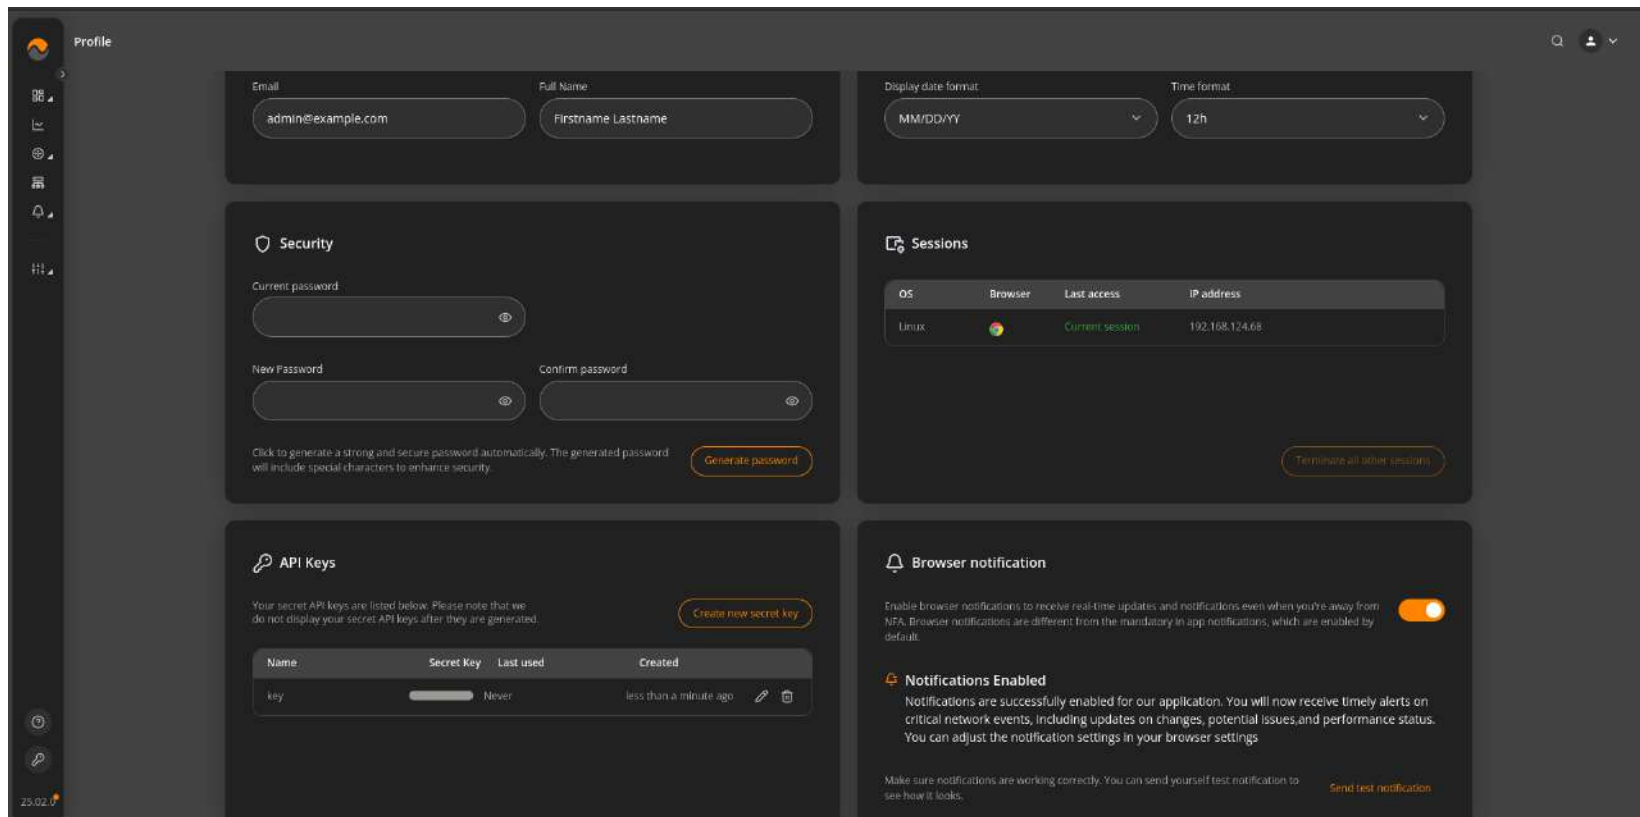 Profile
Email
Full Name
admin@example.com
Firstname Lastname
Display date format
Time format
MM/DD/YY
12h
Security
Current password
New Password
Confirm password
Click to generate a strong and secure password automatically. The generated password
will include special characters to enhance security.
Generate password
Sessions
OS Browser Last access IP address
Linux Current session 192.168.124.68
Terminate all other sessions
API Keys
Your secret API keys are listed below. Please note that we
do not display your secret API keys after they are generated.
Create new secret key
Name Secret Key Last used Created
key Never less than a minute ago
Browser notification
Enable browser notifications to receive real-time updates and notifications even when you're away from
NFA. Browser notifications are different from the mandatory in app notifications, which are enabled by
default.
Notifications Enabled
Notifications are successfully enabled for our application. You will now receive timely alerts on
critical network events, including updates on changes, potential issues,and performance status.
You can adjust the notification settings in your browser settings
Make sure notifications are working correctly. You can send yourself test notification to
see how it looks.
Send test notification
25.02.0